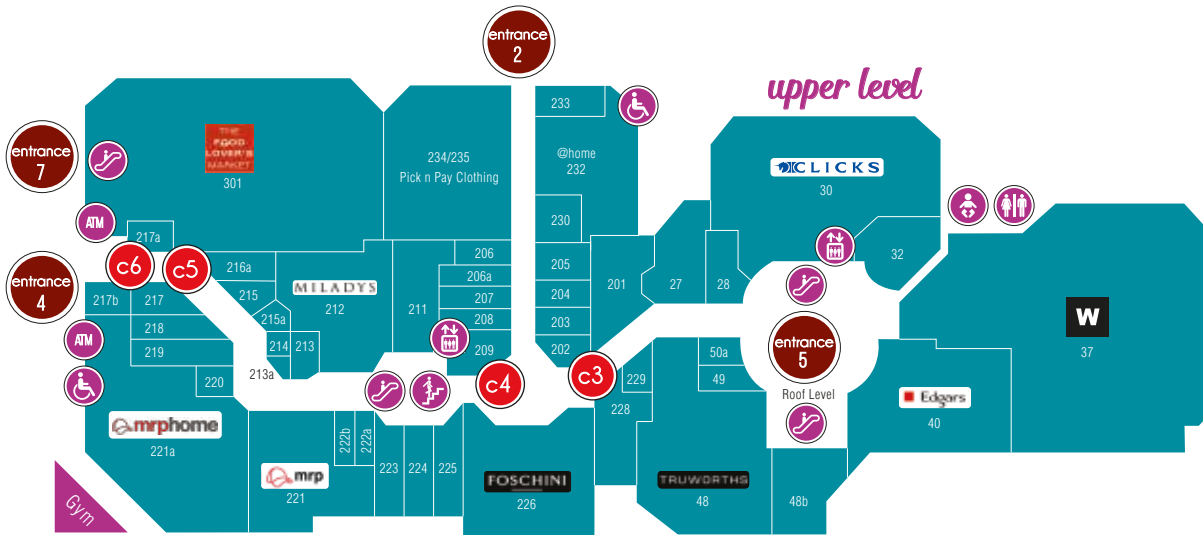 entrance
2
upper level
entrance
7
ATM
THE
FOOD
LOVER'S
MARKET
301
234/235
Pick n Pay Clothing
233
@home
232
230
CLICKS
30
217a
c6
c5
entrance
4
216a
215
215a
MILADYS
212
211
206
206a
207
208
209
205
204
203
202
201
27
28
32
W
37
217b
217
218
219
220
ATM
214
213
213a
c4
c3
229
228
50a
49
entrance
5
Roof Level
Edgars
40
mrphome
221a
mrp
221
222b
222a
223
224
225
FOSCHINI
226
TRUWORTHS
48
48b
Gym